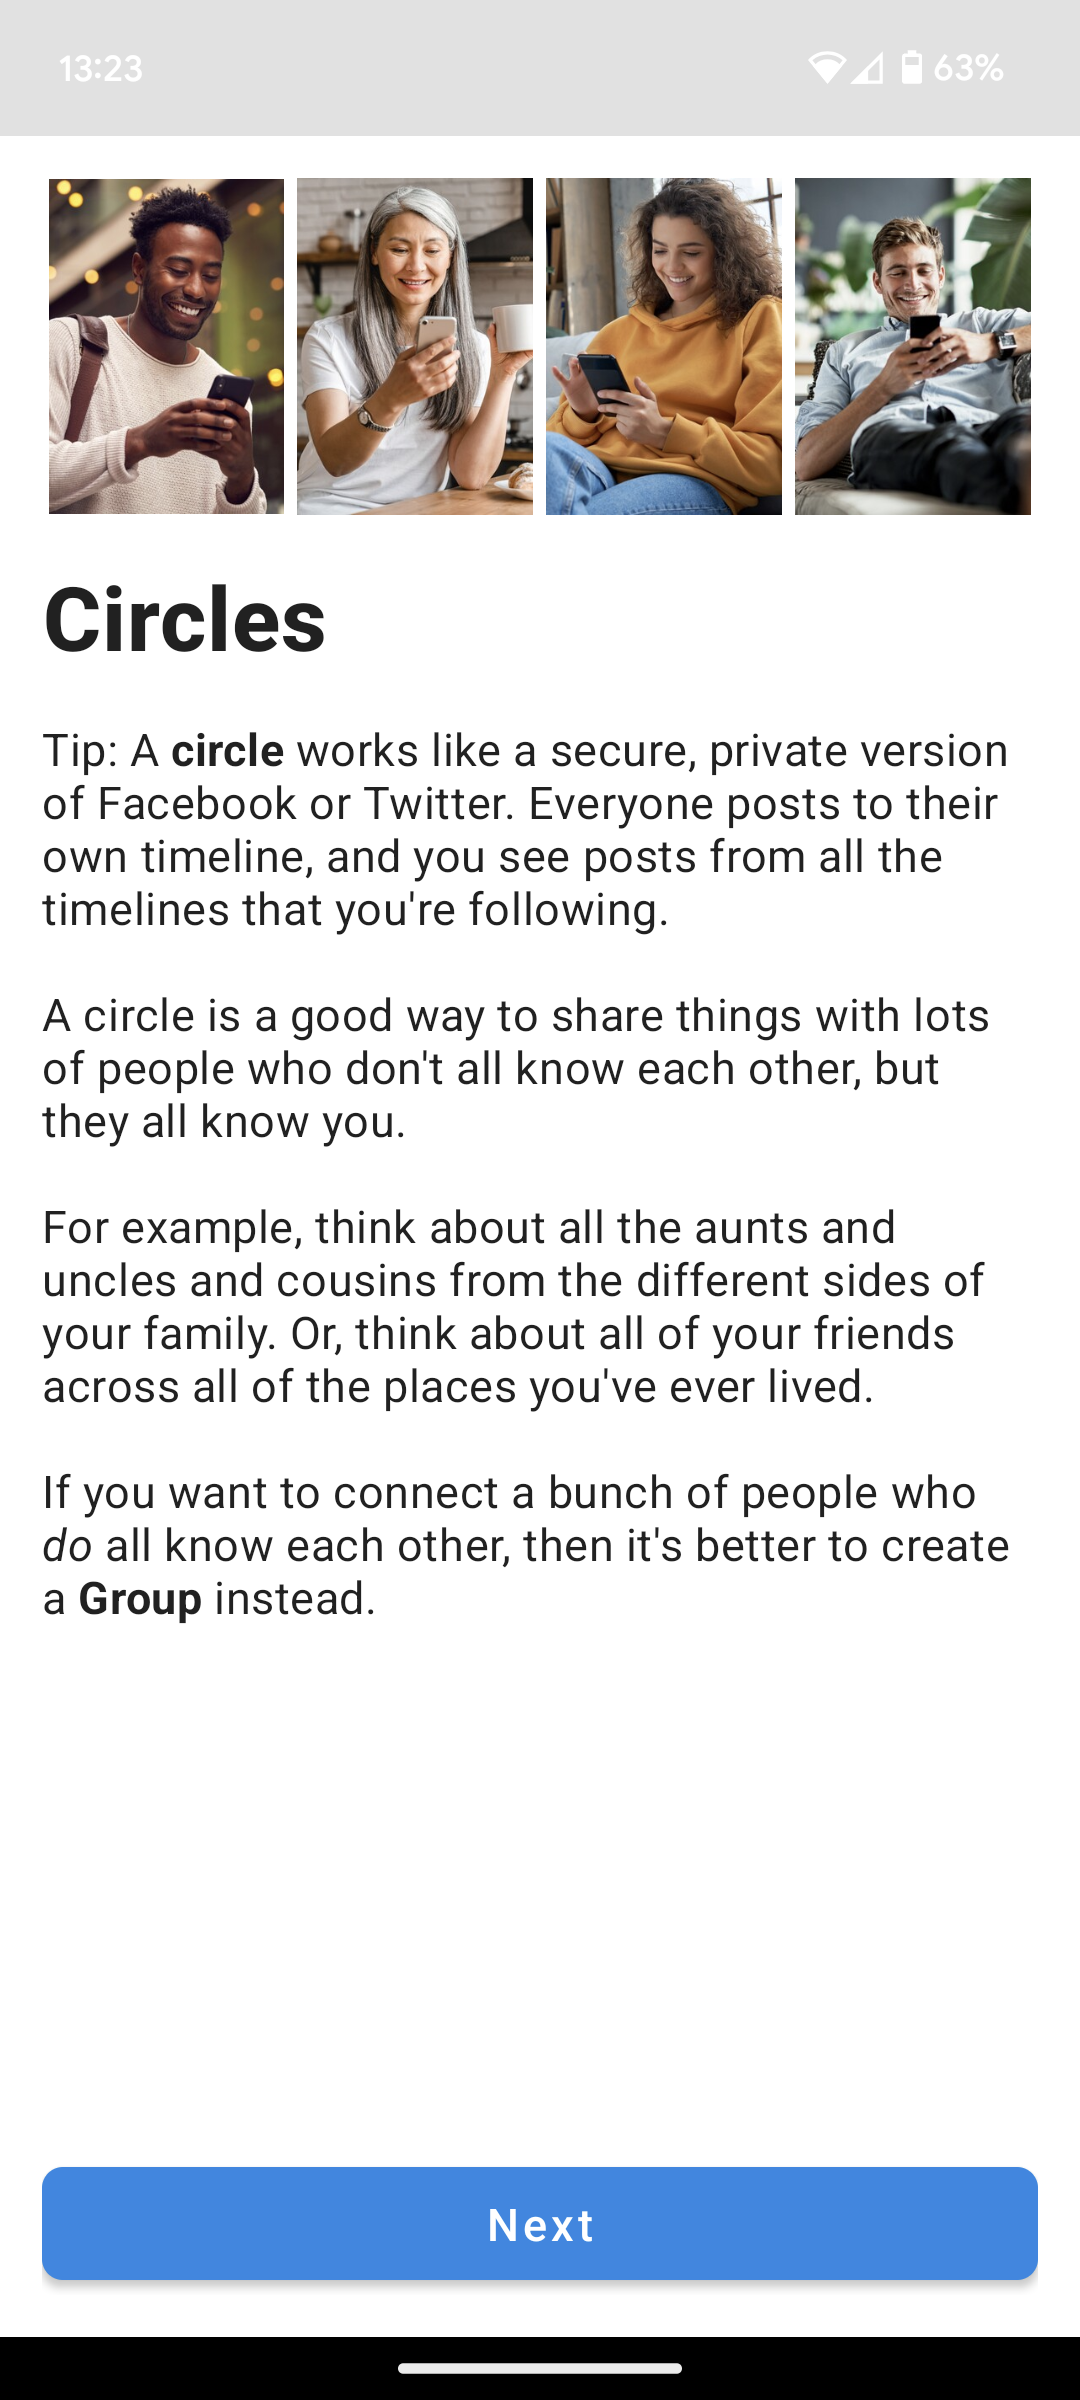 13:23
63%
Circles
Tip: A circle works like a secure, private version
of Facebook or Twitter. Everyone posts to their
own timeline, and you see posts from all the
timelines that you're following.
A circle is a good way to share things with lots
of people who don't all know each other, but
they all know you.
For example, think about all the aunts and
uncles and cousins from the different sides of
your family. Or, think about all of your friends
across all of the places you've ever lived.
If you want to connect a bunch of people who
do all know each other, then it's better to create
a Group instead.
Next